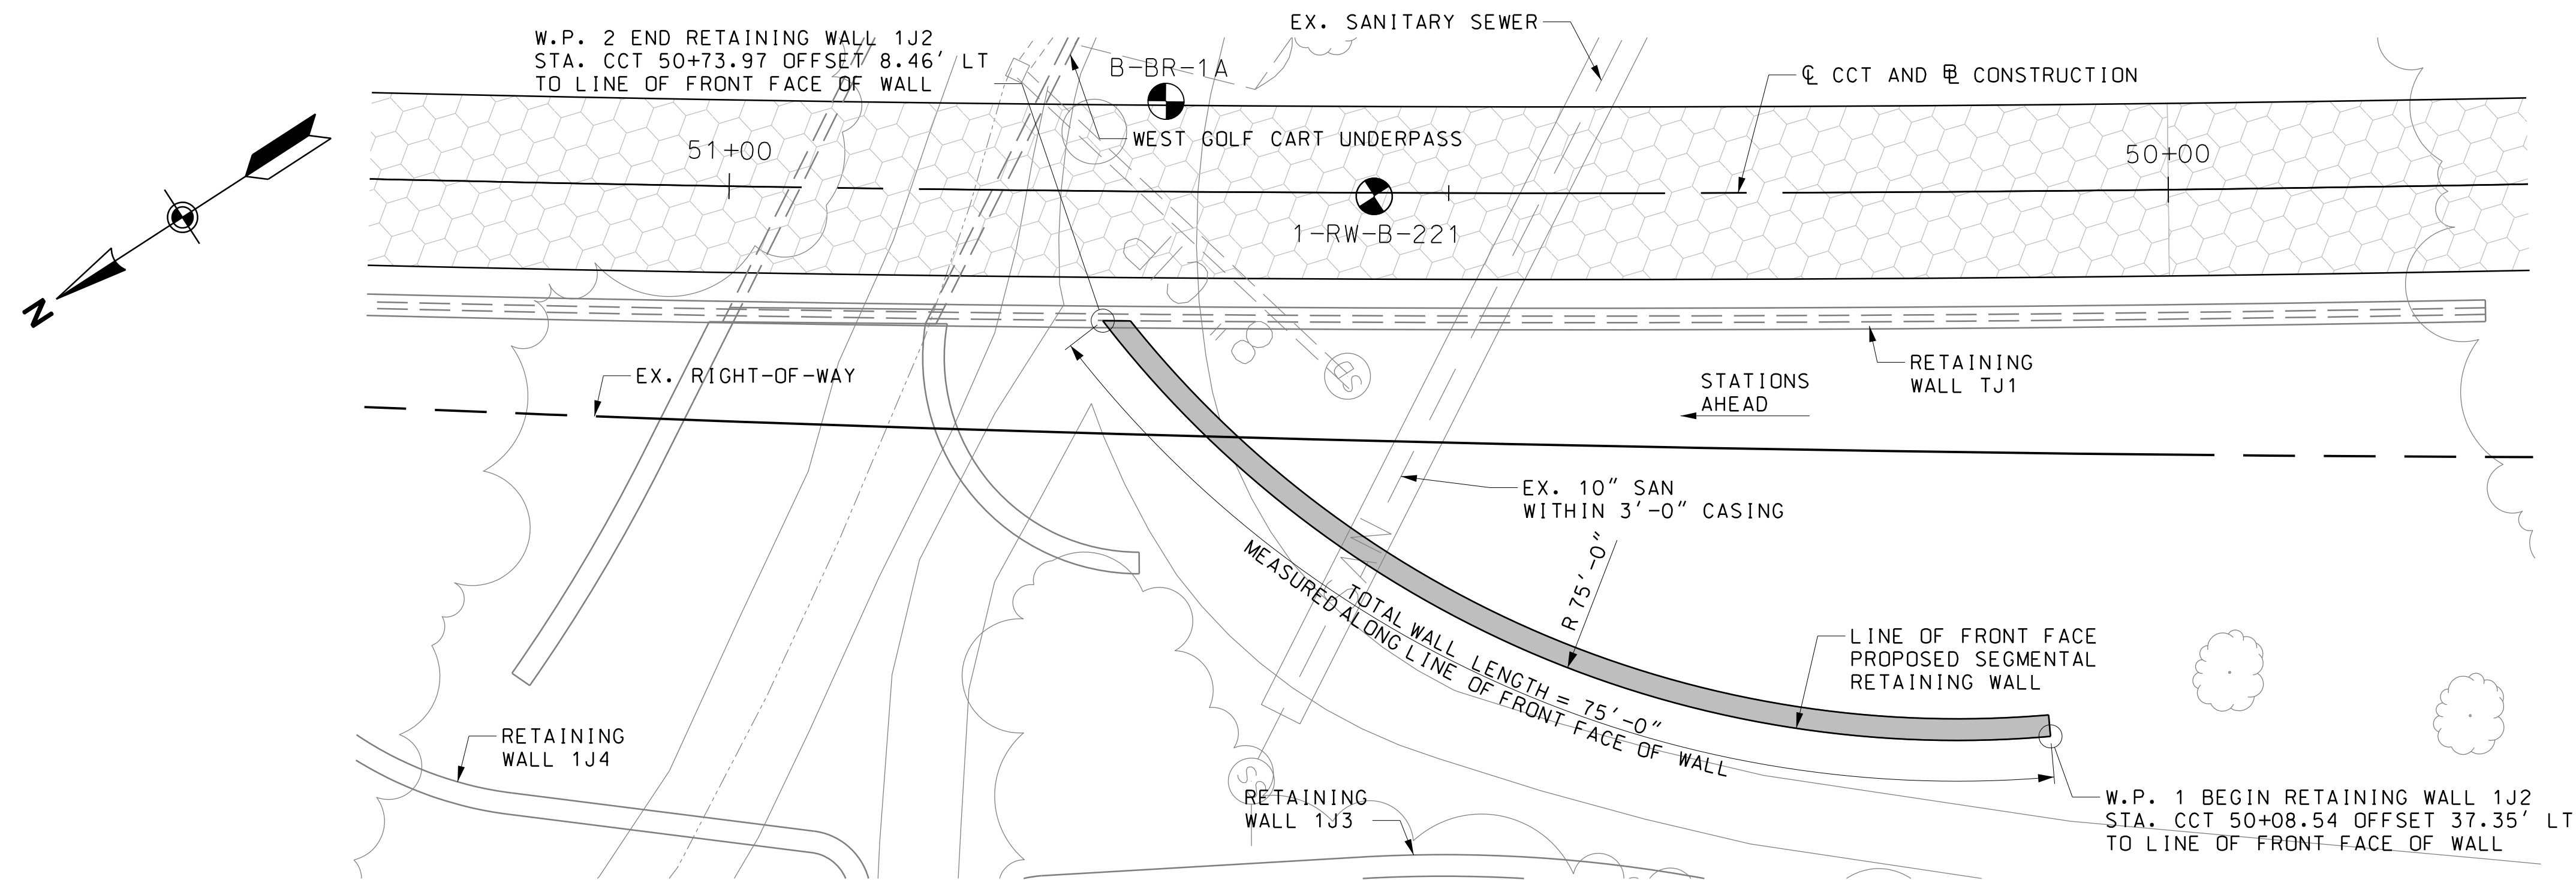 W.P. 2 END RETAINING WALL 1J2
STA. CCT 50+73.97 OFFSET 8.46' LT
TO LINE OF FRONT FACE OF WALL
EX. SANITARY SEWER
B-BR-1A
℄ CCT AND ⅊ CONSTRUCTION
WEST GOLF CART UNDERPASS
51+00
50+00
1-RW-B-221
N
8"
EX. RIGHT-OF-WAY
STATIONS
AHEAD
RETAINING
WALL TJ1
EX. 10" SAN
WITHIN 3'-0" CASING
R 75'-0"
TOTAL WALL LENGTH = 75'-0"
MEASURED ALONG LINE OF FRONT FACE OF WALL
LINE OF FRONT FACE
PROPOSED SEGMENTAL
RETAINING WALL
RETAINING
WALL 1J4
RETAINING
WALL 1J3
W.P. 1 BEGIN RETAINING WALL 1J2
STA. CCT 50+08.54 OFFSET 37.35' LT
TO LINE OF FRONT FACE OF WALL